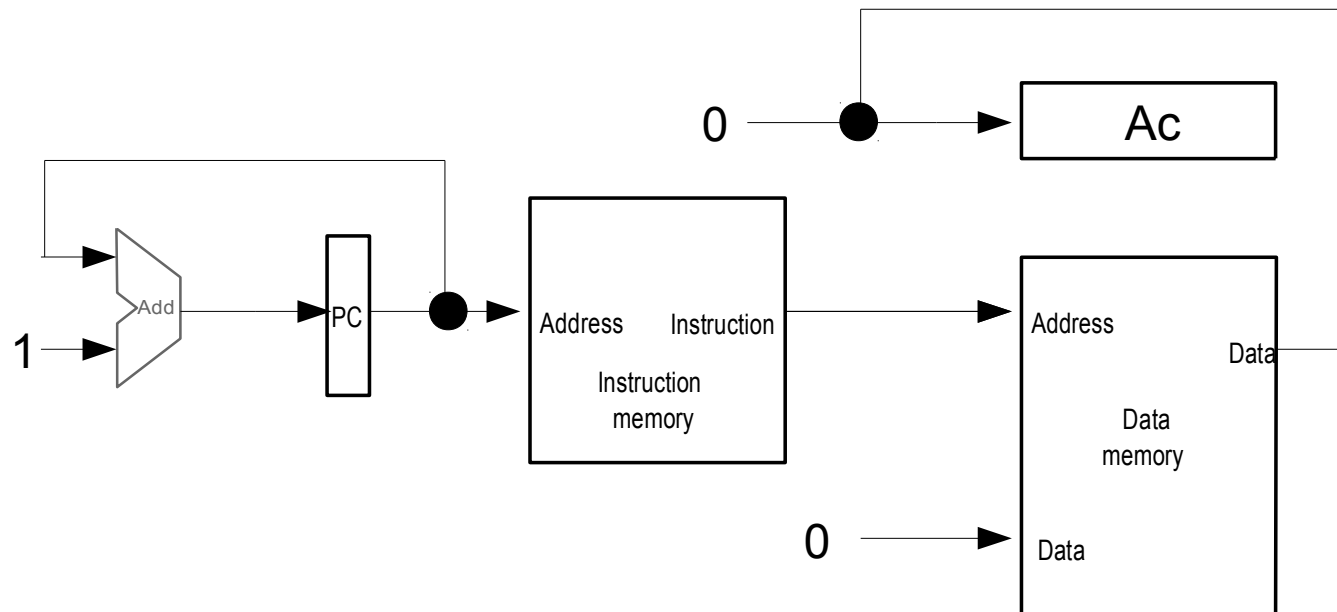 0
Ac
Add
PC
1
Address
Instruction
Instruction
memory
Address
Data
Data
memory
0
Data